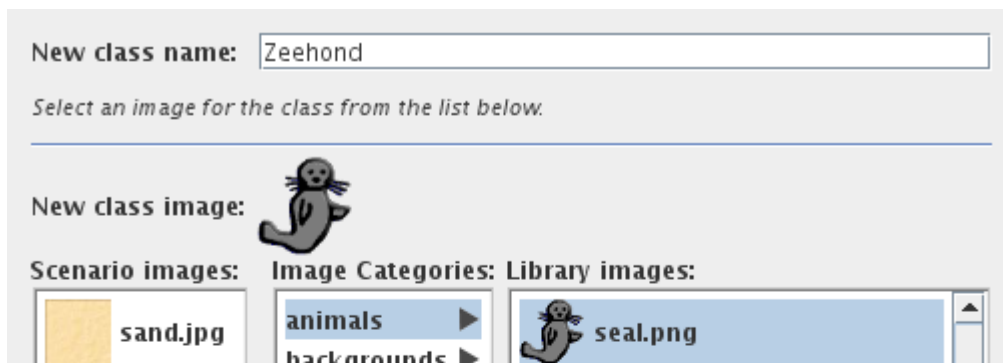 New class name: Zeehond
Select an image for the class from the list below.
New class image:
Scenario images: Image Categories: Library images:
sand.jpg animals seal.png
backgrounds